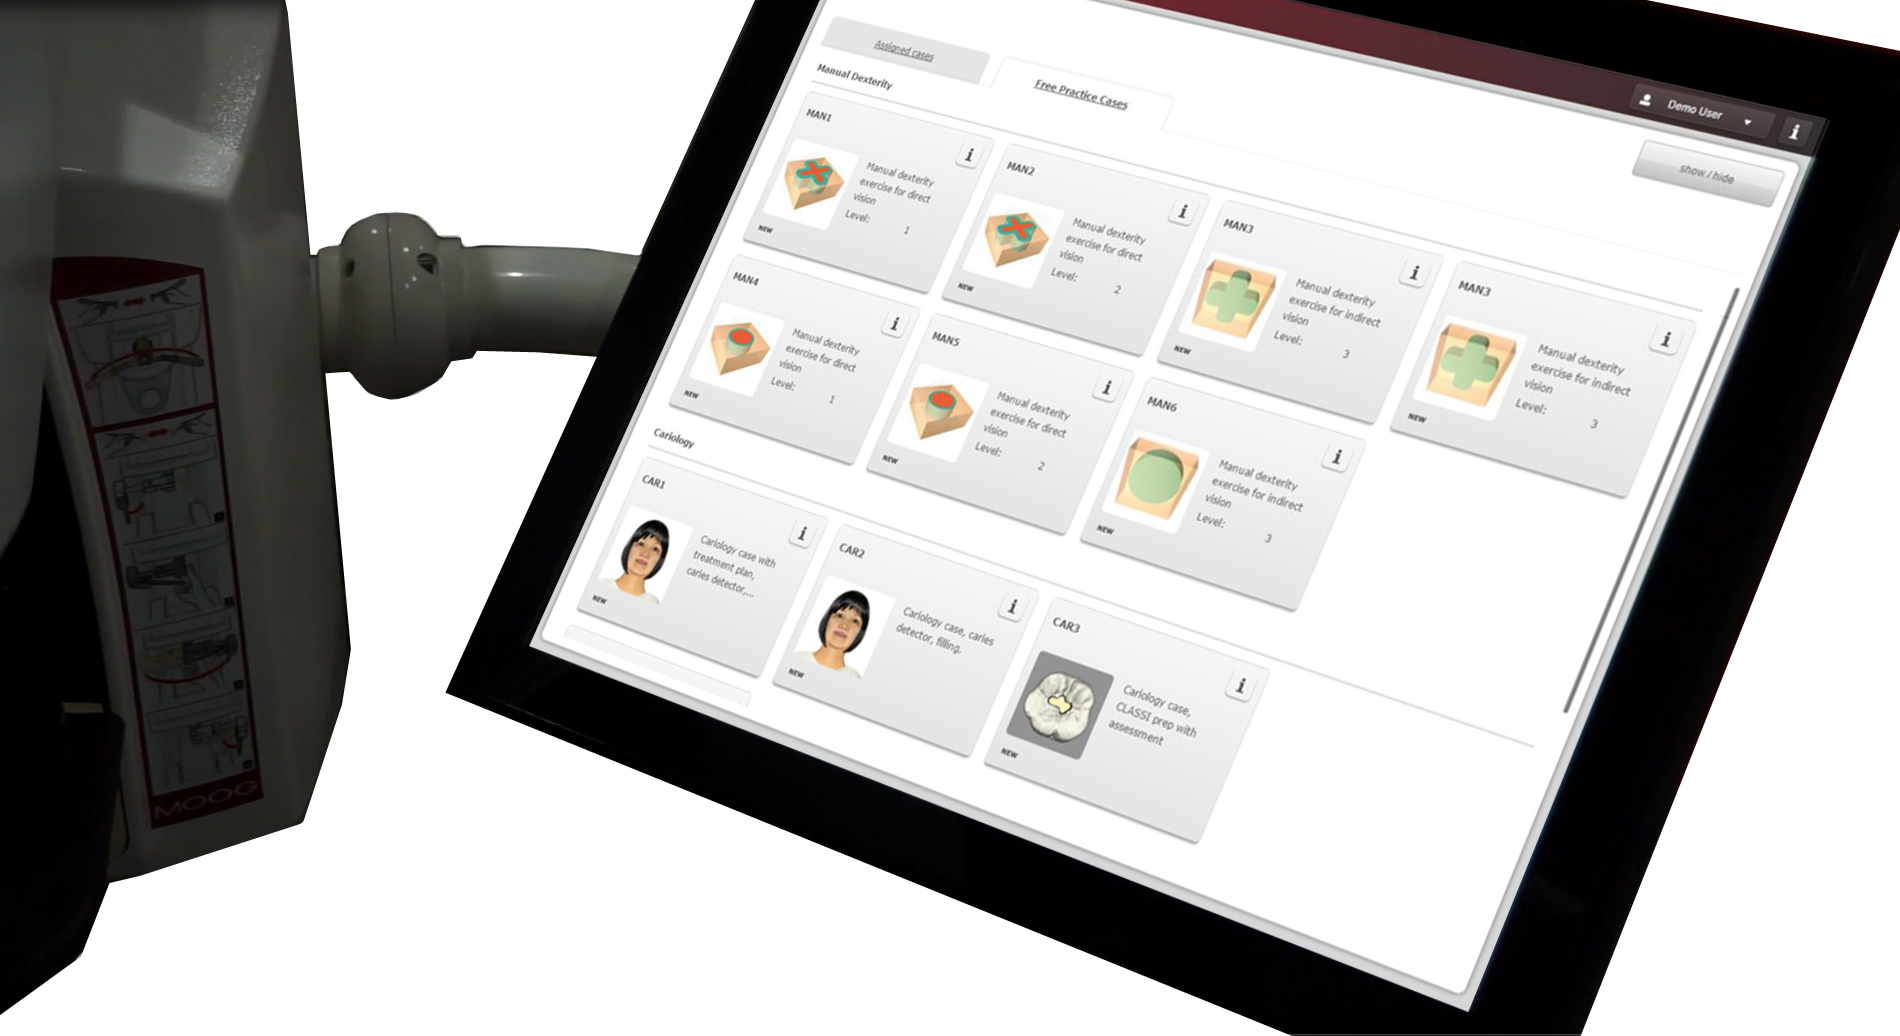 Assigned cases
Free Practice Cases
Demo User
i
show / hide
Manual Dexterity
MAN1
i
Manual dexterity
exercise for direct
vision
Level: 1
NEW
MAN2
i
Manual dexterity
exercise for direct
vision
Level: 2
NEW
MAN3
i
Manual dexterity
exercise for indirect
vision
Level: 3
NEW
MAN3
i
Manual dexterity
exercise for indirect
vision
Level: 3
NEW
MAN4
i
Manual dexterity
exercise for direct
vision
Level: 1
NEW
MAN5
i
Manual dexterity
exercise for direct
vision
Level: 2
NEW
MAN6
i
Manual dexterity
exercise for indirect
vision
Level: 3
NEW
Cariology
CAR1
i
Cariology case with
treatment plan,
caries detector,...
NEW
CAR2
i
Cariology case, caries
detector, filling.
NEW
CAR3
i
Cariology case,
CLASSI prep with
assessment
NEW
MOOG